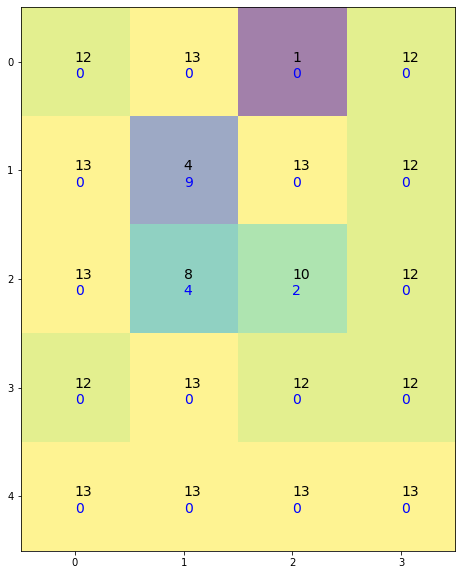 0 12 13 1 12
0 0 0 0
1 13 4 13 12
0 9 0 0
2 13 8 10 12
0 4 2 0
3 12 13 12 12
0 0 0 0
4 13 13 13 13
0 0 0 0
0 1 2 3